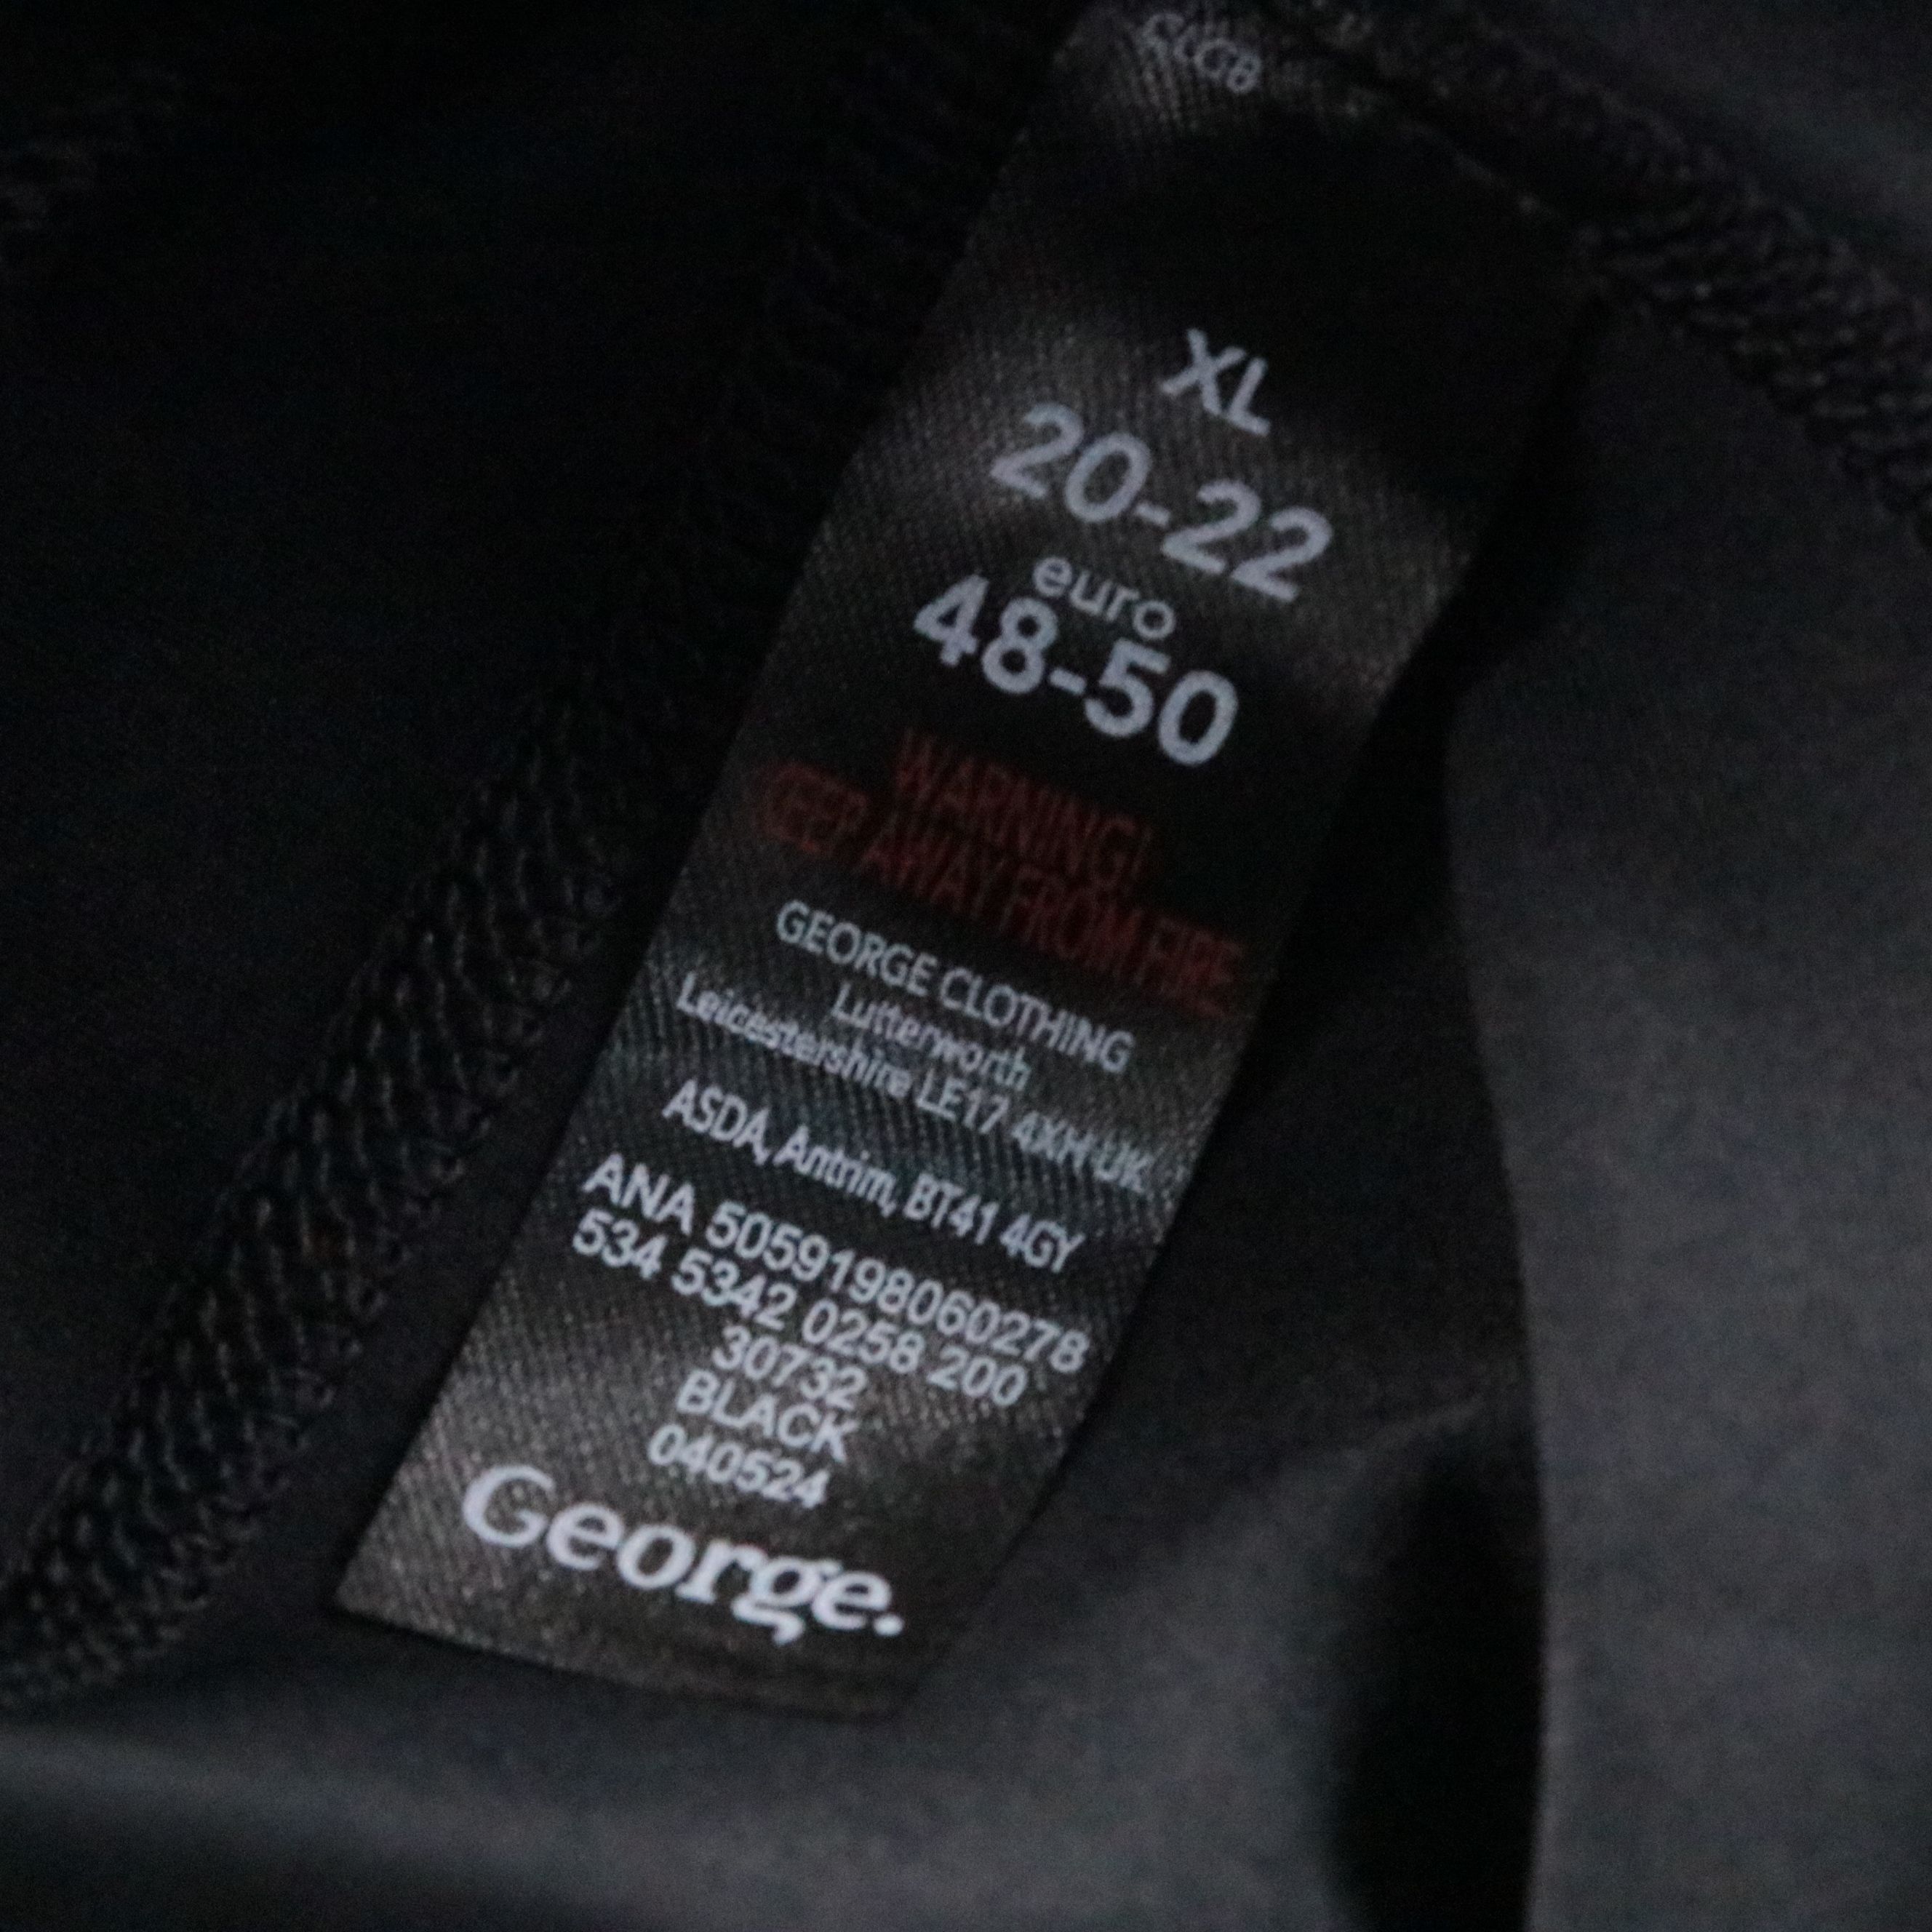 XL
20-22
euro
48-50
WARNING!
KEEP AWAY FROM FIRE
GEORGE CLOTHING
Lutterworth
Leicestershire LE17 4XH UK
ASDA, Antrim, BT41 4GY
ANA 5059198060278
534 5342 0258 200
30732
BLACK
040524
George.